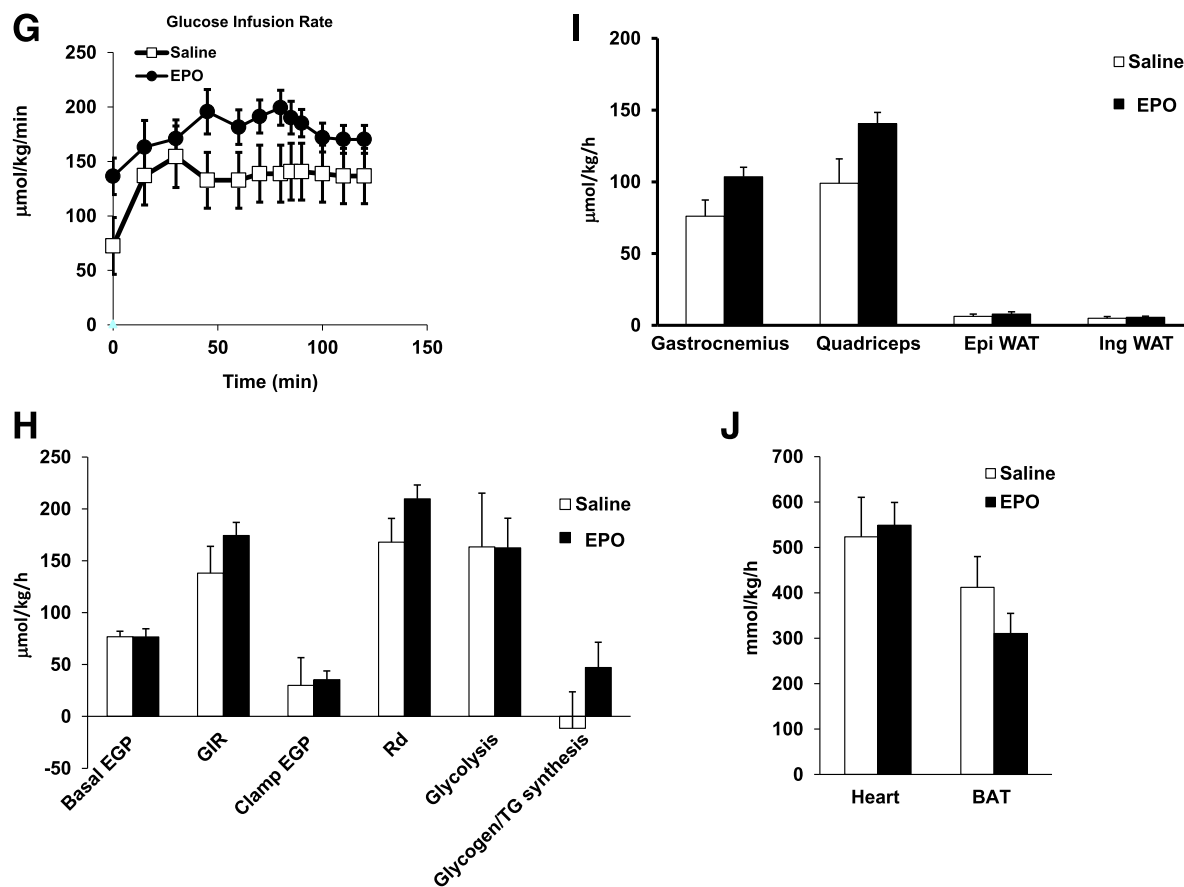 G
Glucose Infusion Rate
Saline
EPO
250
200
150
100
50
0
µmol/kg/min
0 50 100 150
Time (min)
I
200
150
100
50
0
µmol/kg/h
Saline
EPO
Gastrocnemius Quadriceps Epi WAT Ing WAT
H
250
200
150
100
50
0
-50
µmol/kg/h
Saline
EPO
Basal EGP
GIR
Clamp EGP
Rd
Glycolysis
Glycogen/TG synthesis
J
700
600
500
400
300
200
100
0
mmol/kg/h
Saline
EPO
Heart BAT